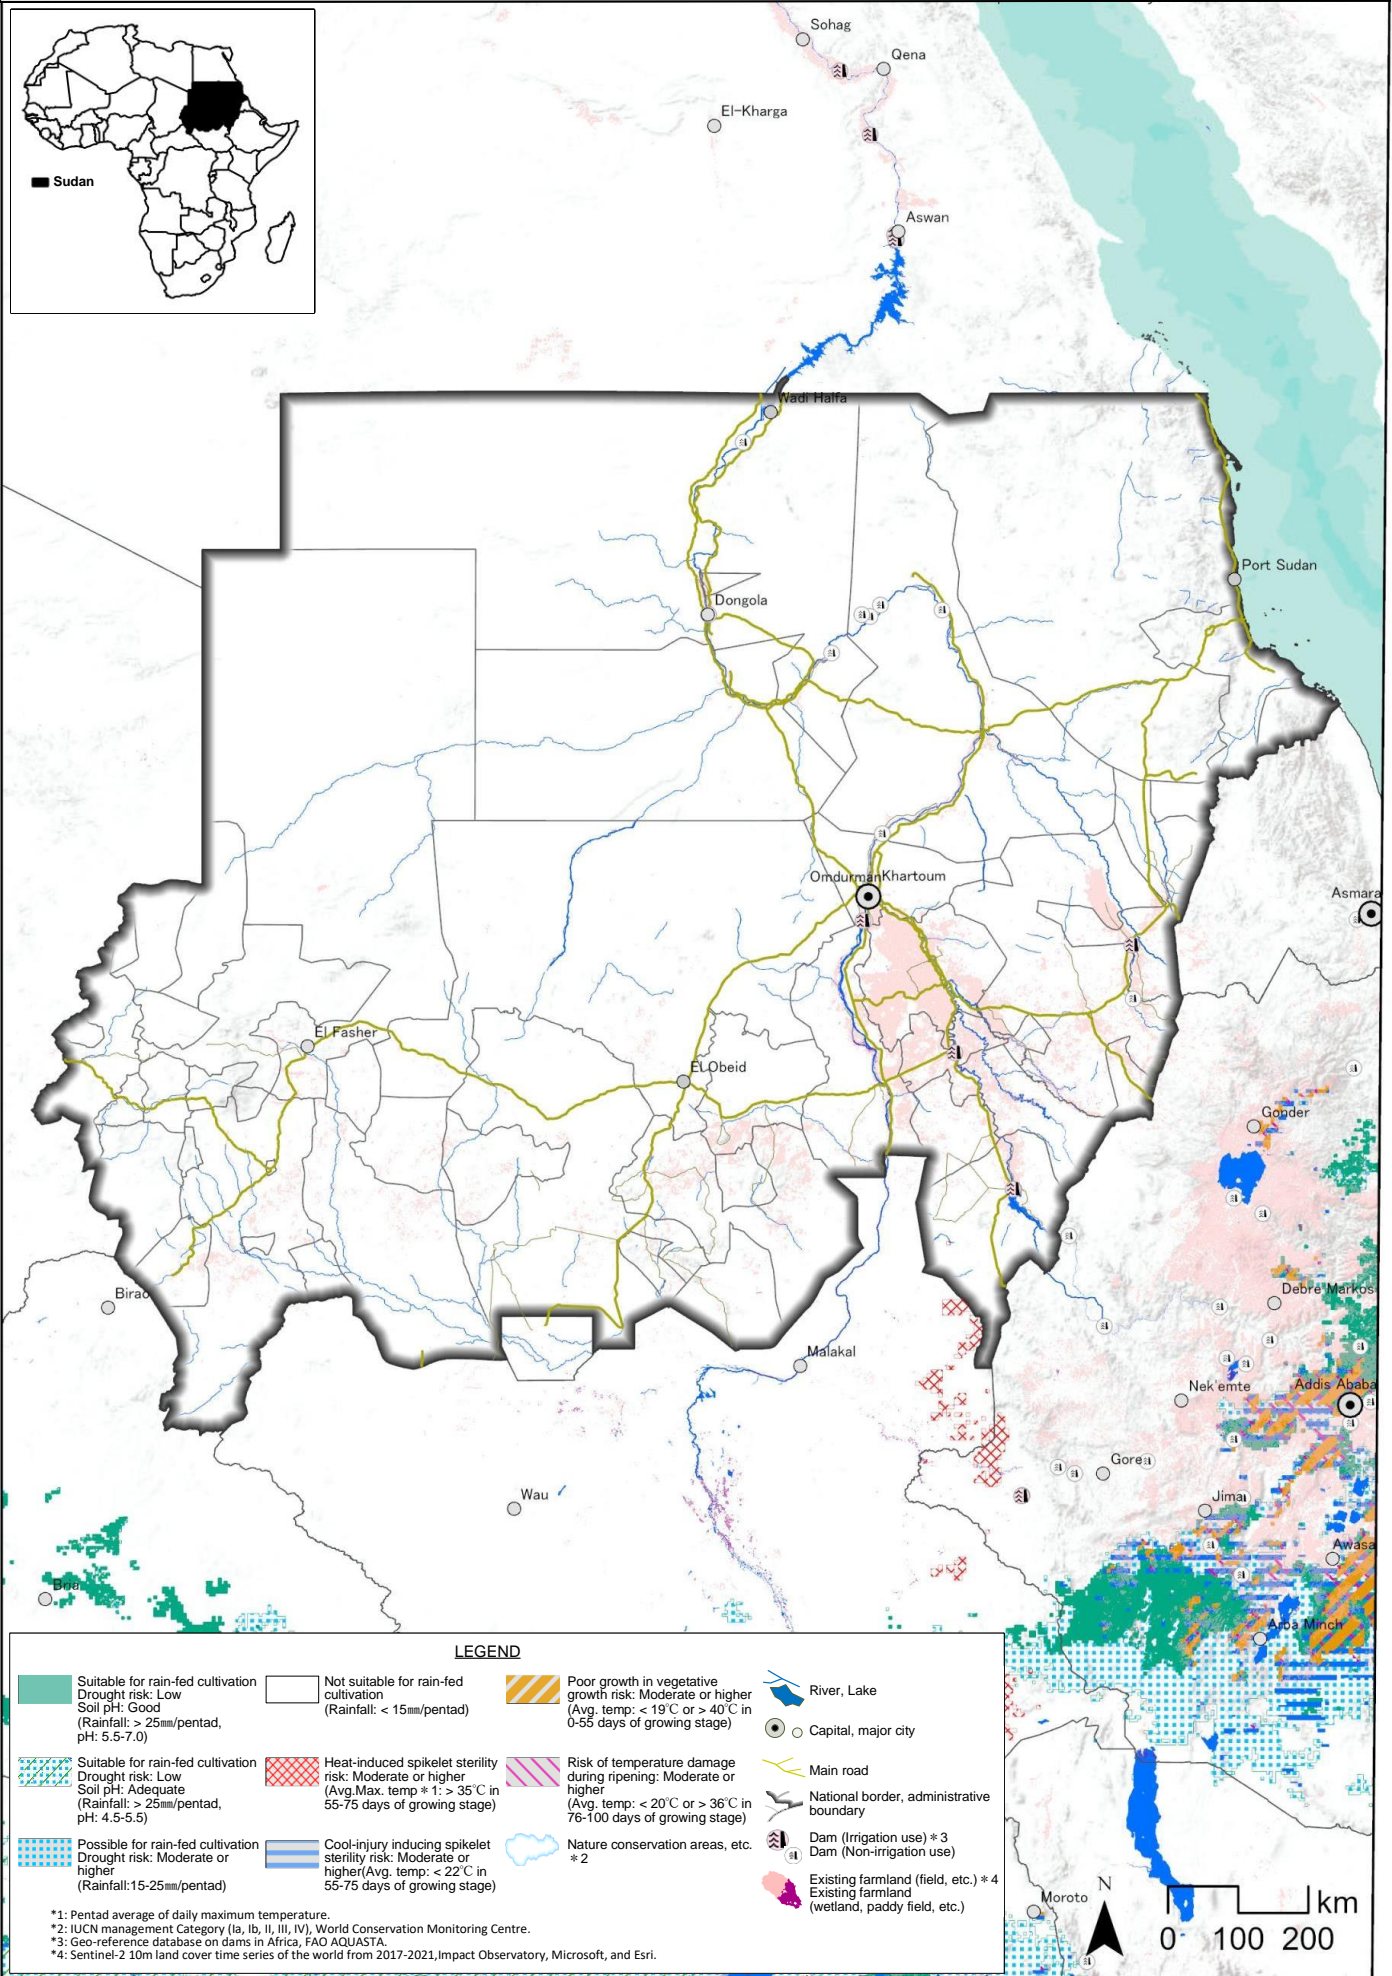 Sohag
Qena
El-Kharga
Sudan
Aswan
Wadi Halfa
Port Sudan
Dongola
Omdurman Khartoum
Asmara
El Fasher
El Obeid
Gonder
Birao
Debre Markos
Malakal
Nek'emte
Addis Ababa
Gore
Wau
Jima
Awasa
Bria
Arba Minch
LEGEND
Suitable for rain-fed cultivation
Drought risk: Low
Soil pH: Good
(Rainfall: > 25㎜/pentad,
pH: 5.5-7.0)
Not suitable for rain-fed
cultivation
(Rainfall: < 15㎜/pentad)
Poor growth in vegetative
growth risk: Moderate or higher
(Avg. temp: < 19℃ or > 40℃ in
0-55 days of growing stage)
River, Lake
Capital, major city
Suitable for rain-fed cultivation
Drought risk: Low
Soil pH: Adequate
(Rainfall: > 25㎜/pentad,
pH: 4.5-5.5)
Heat-induced spikelet sterility
risk: Moderate or higher
(Avg.Max. temp＊1: > 35℃ in
55-75 days of growing stage)
Risk of temperature damage
during ripening: Moderate or
higher
(Avg. temp: < 20℃ or > 36℃ in
76-100 days of growing stage)
Main road
National border, administrative
boundary
Possible for rain-fed cultivation
Drought risk: Moderate or
higher
(Rainfall:15-25㎜/pentad)
Cool-injury inducing spikelet
sterility risk: Moderate or
higher(Avg. temp: < 22℃ in
55-75 days of growing stage)
Nature conservation areas, etc.
＊2
Dam (Irrigation use)＊3
Dam (Non-irrigation use)
Existing farmland (field, etc.)＊4
Existing farmland
(wetland, paddy field, etc.)
*1: Pentad average of daily maximum temperature.
*2: IUCN management Category (Ia, Ib, II, III, IV), World Conservation Monitoring Centre.
*3: Geo-reference database on dams in Africa, FAO AQUASTA.
*4: Sentinel-2 10m land cover time series of the world from 2017-2021,Impact Observatory, Microsoft, and Esri.
Moroto
N
km
0 100 200